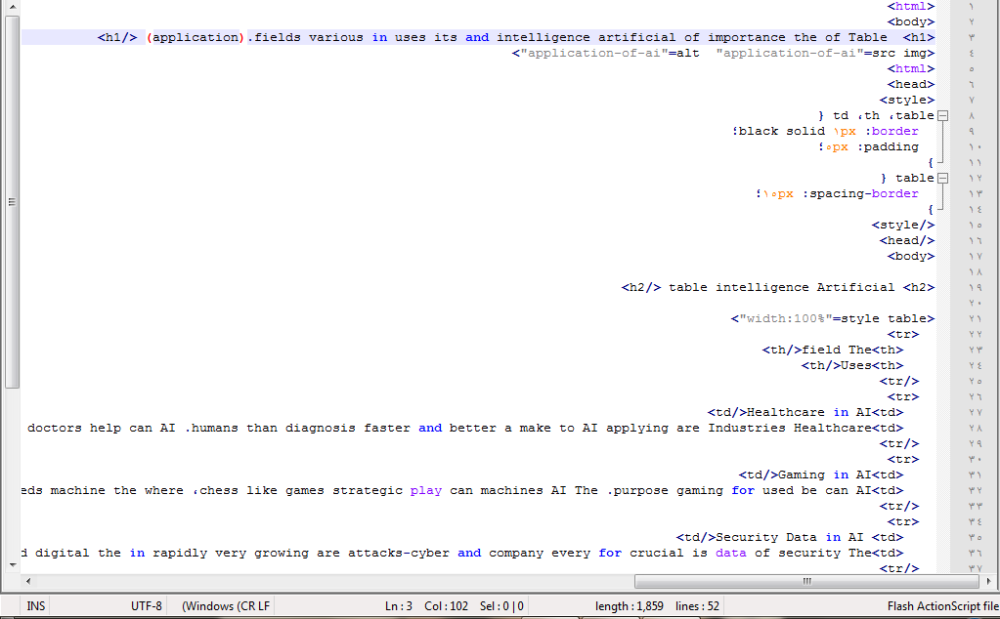 ١ <html>
٢ <body>
٣ <h1> Table of the importance of artificial intelligence and its uses in various fields. (application) </h1>
٤ <img src="application-of-ai" alt="application-of-ai">
٥ <html>
٦ <head>
٧ <style>
٨ table، th، td {
٩ border: ١px solid black؛
١٠ padding: ٥px؛
١١ }
١٢ table {
١٣ border-spacing: ١٥px؛
١٤ }
١٥ </style>
١٦ </head>
١٧ <body>
١٨
١٩ <h2> Artificial intelligence table </h2>
٢٠
٢١ <table style="width:100%">
٢٢ <tr>
٢٣ <th>The field</th>
٢٤ <th>Uses</th>
٢٥ </tr>
٢٦ <tr>
٢٧ <td>AI in Healthcare</td>
٢٨ <td>Healthcare Industries are applying AI to make a better and faster diagnosis than humans. AI can help doctors
٢٩ </tr>
٣٠ <tr>
٣١ <td>AI in Gaming</td>
٣٢ <td>AI can be used for gaming purpose. The AI machines can play strategic games like chess، where the machine
٣٣ </tr>
٣٤ <tr>
٣٥ <td> AI in Data Security</td>
٣٦ <td>The security of data is crucial for every company and cyber-attacks are growing very rapidly in the digital
٣٧ </tr>
Flash ActionScript file length : 1,859 lines : 52 Ln : 3 Col : 102 Sel : 0 | 0 (Windows (CR LF UTF-8 INS